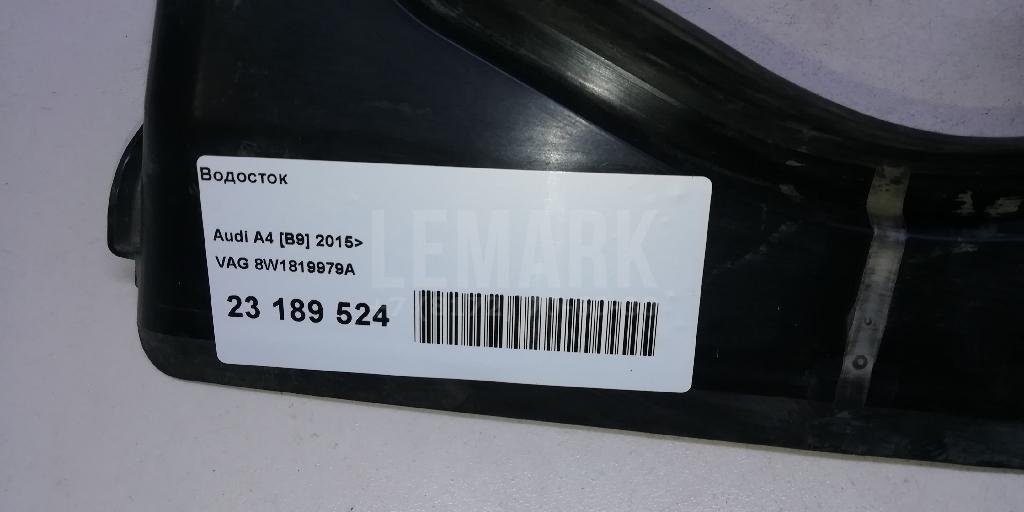 Водосток
Audi A4 [B9] 2015>
VAG 8W1819979A
23 189 524
LEMARK